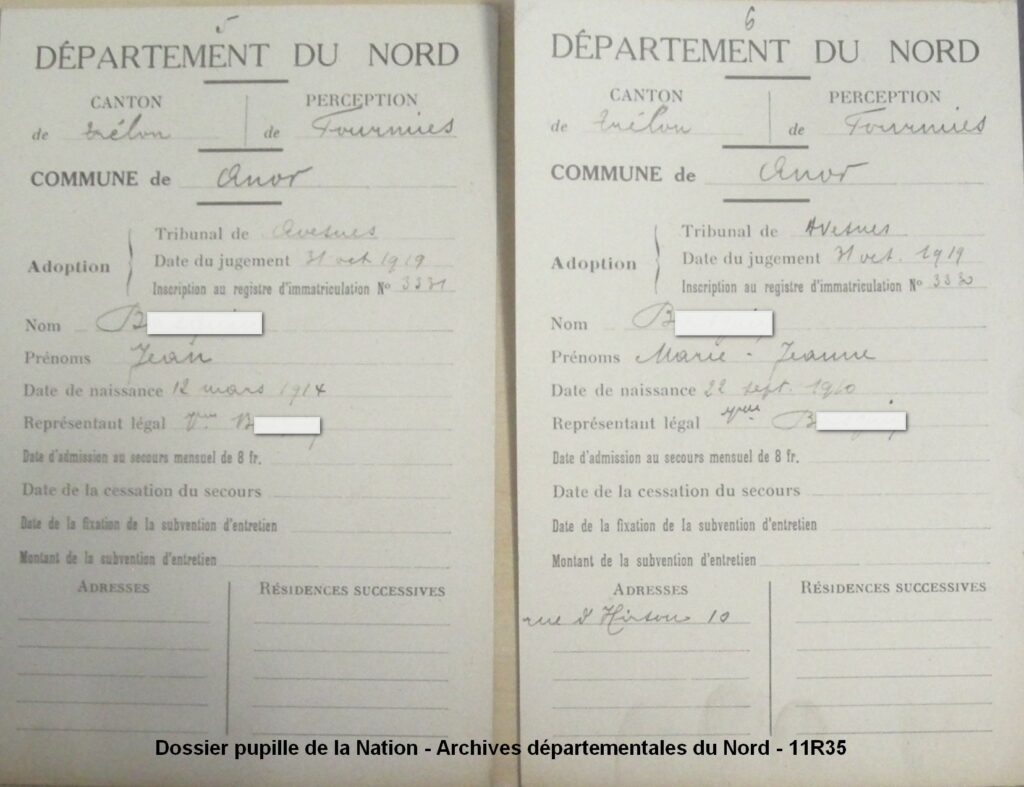 5
DÉPARTEMENT DU NORD
CANTON
de Trélon
PERCEPTION
de Fourmies
COMMUNE de Anor
Adoption
Tribunal de Avesnes
Date du jugement 31 oct 1919
Inscription au registre d'immatriculation N° 3331
Nom B
Prénoms Jean
Date de naissance 12 mars 1914
Représentant légal B
Date d'admission au secours mensuel de 8 fr.
Date de la cessation du secours
Date de la fixation de la subvention d'entretien
Montant de la subvention d'entretien
ADRESSES
RÉSIDENCES SUCCESSIVES
6
DÉPARTEMENT DU NORD
CANTON
de Trélon
PERCEPTION
de Fourmies
COMMUNE de Anor
Adoption
Tribunal de Avesnes
Date du jugement 31 oct. 1919
Inscription au registre d'immatriculation N° 3330
Nom B
Prénoms Marie-Jeanne
Date de naissance 22 sept. 1910
Représentant légal B
Date d'admission au secours mensuel de 8 fr.
Date de la cessation du secours
Date de la fixation de la subvention d'entretien
Montant de la subvention d'entretien
ADRESSES
rue d'Hirson 10
RÉSIDENCES SUCCESSIVES
Dossier pupille de la Nation - Archives départementales du Nord - 11R35